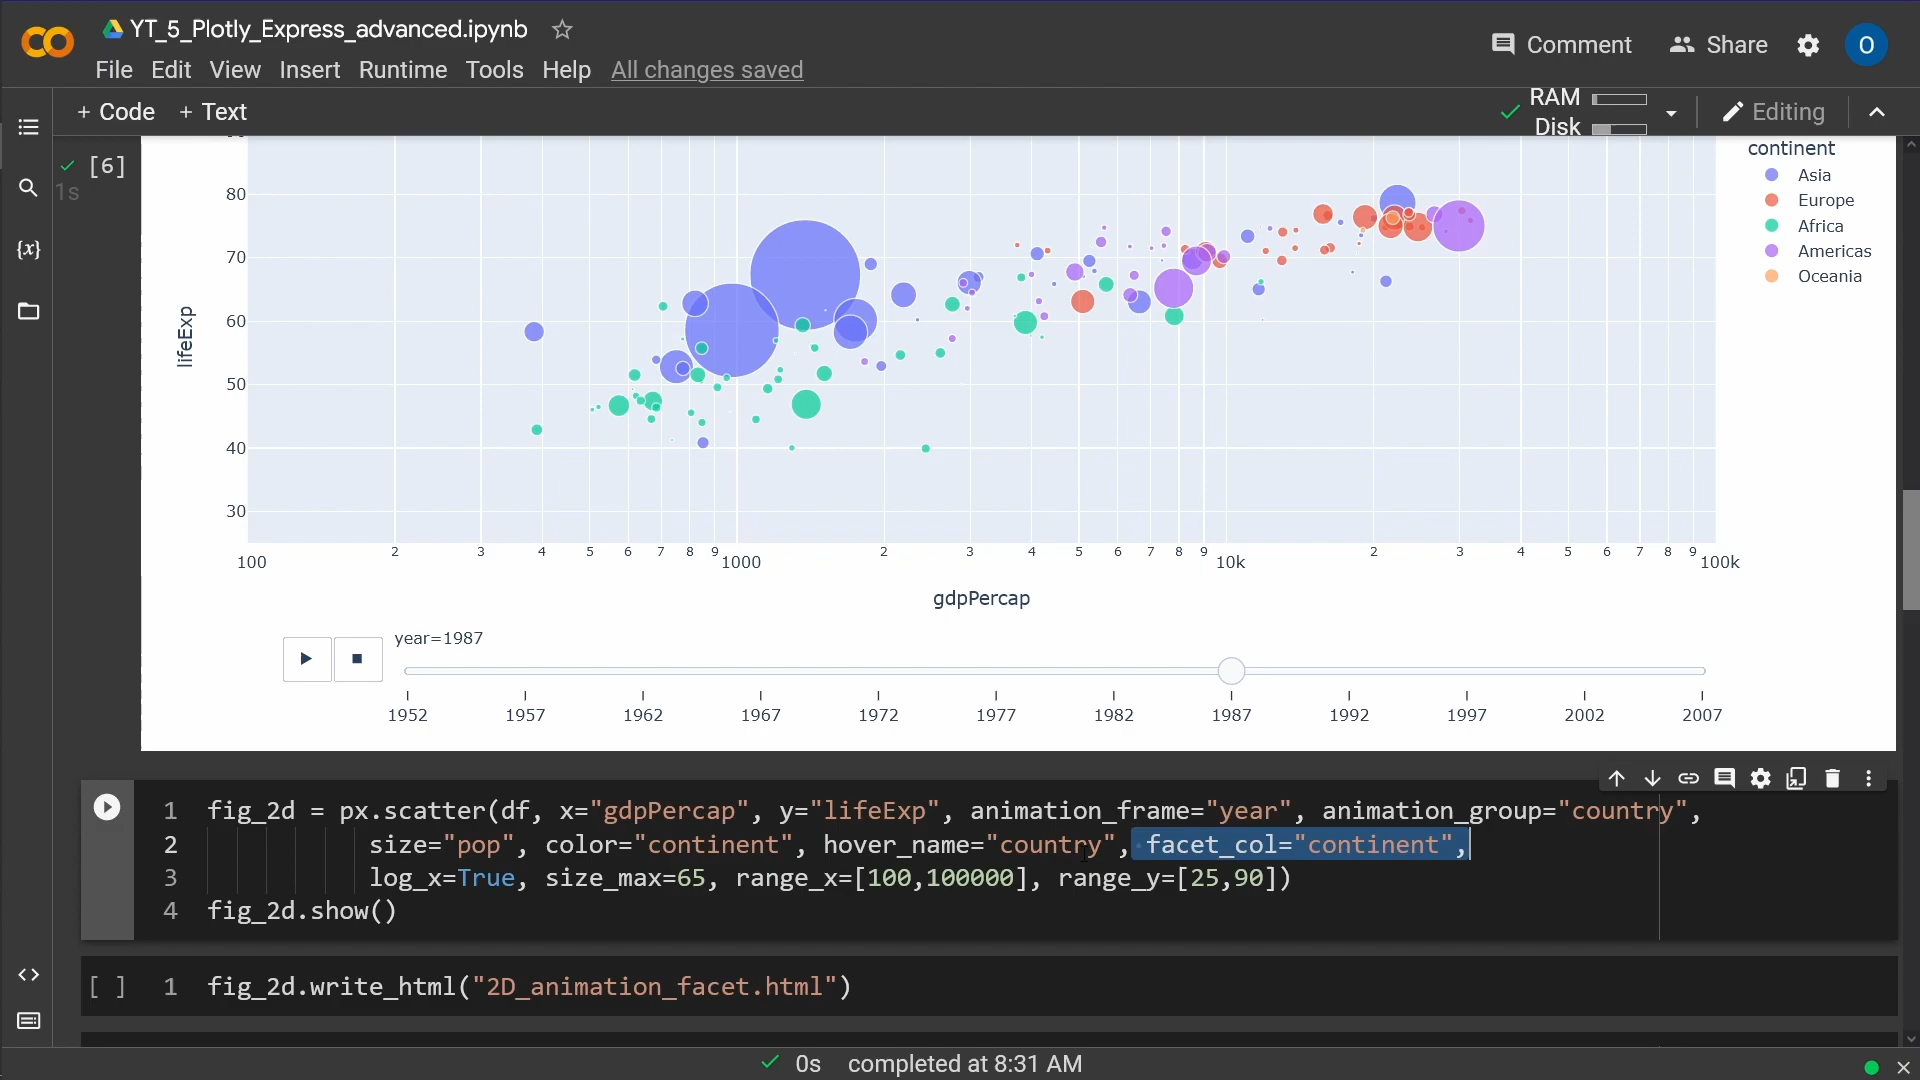 YT_5_Plotly_Express_advanced.ipynb
Comment
Share
O
File Edit View Insert Runtime Tools Help All changes saved
+ Code + Text
RAM
Disk
Editing
[6]
1s
continent
Asia
Europe
Africa
Americas
Oceania
80
70
60
50
40
30
lifeExp
100 2 3 4 5 6 7 8 9 1000 2 3 4 5 6 7 8 9 10k 2 3 4 5 6 7 8 9 100k
gdpPercap
year=1987
1952 1957 1962 1967 1972 1977 1982 1987 1992 1997 2002 2007
1 fig_2d = px.scatter(df, x="gdpPercap", y="lifeExp", animation_frame="year", animation_group="country",
2 size="pop", color="continent", hover_name="country", facet_col="continent",
3 log_x=True, size_max=65, range_x=[100,100000], range_y=[25,90])
4 fig_2d.show()
[ ] 1 fig_2d.write_html("2D_animation_facet.html")
0s completed at 8:31 AM